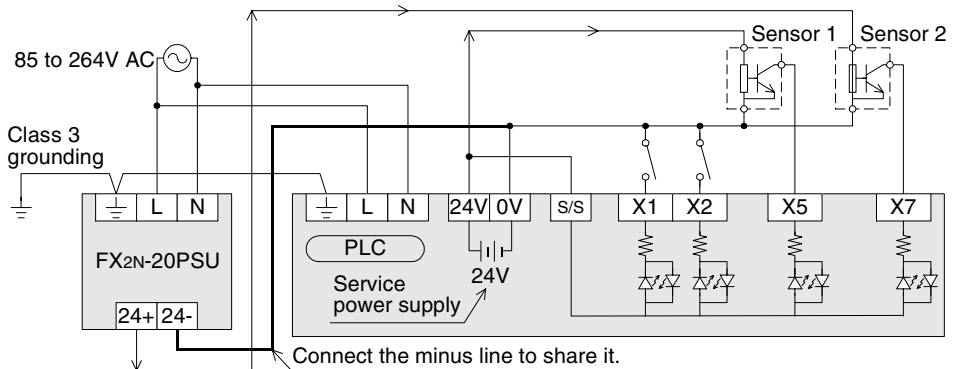 Sensor 1
Sensor 2
85 to 264V AC
Class 3
grounding
L
N
L
N
24V
0V
S/S
X1
X2
X5
X7
FX2N-20PSU
PLC
24V
Service
power supply
24+
24-
Connect the minus line to share it.